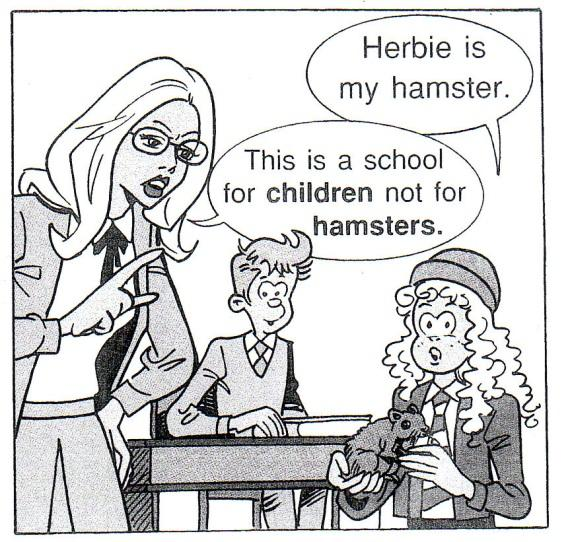 Herbie is
my hamster.
This is a school
for children not for
hamsters.